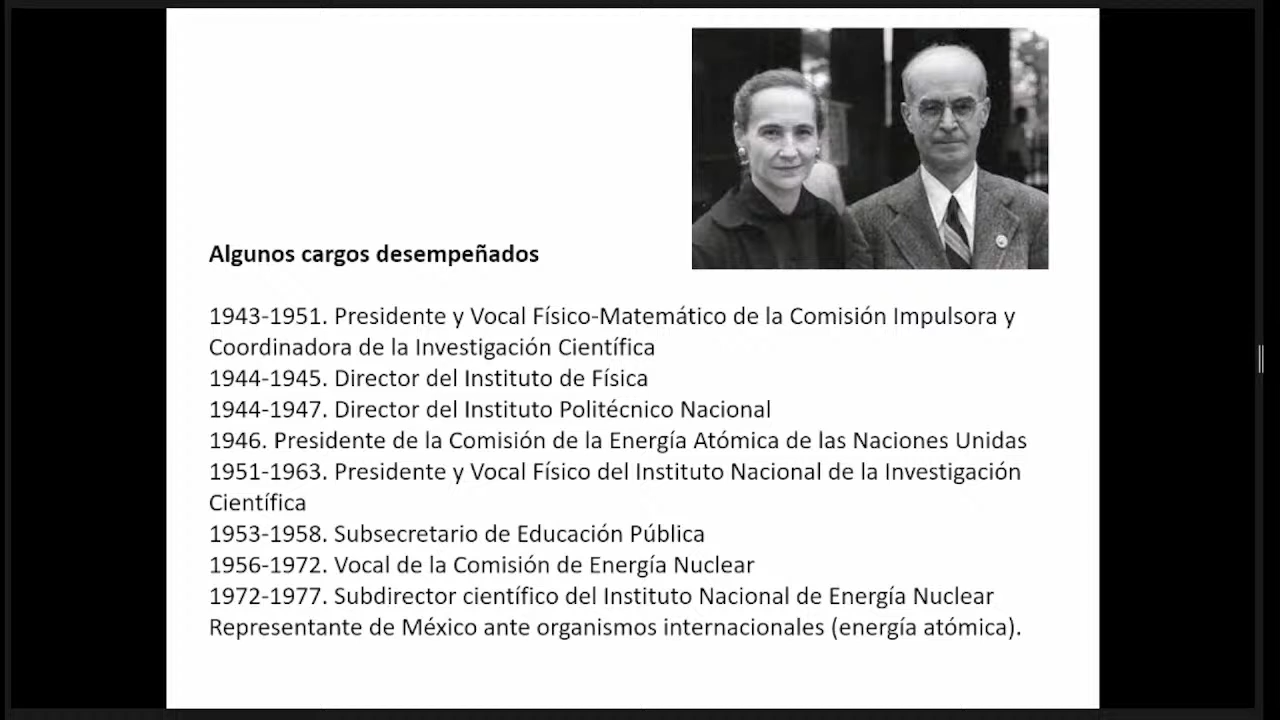 Algunos cargos desempeñados
1943-1951. Presidente y Vocal Físico-Matemático de la Comisión Impulsora y
Coordinadora de la Investigación Científica
1944-1945. Director del Instituto de Física
1944-1947. Director del Instituto Politécnico Nacional
1946. Presidente de la Comisión de la Energía Atómica de las Naciones Unidas
1951-1963. Presidente y Vocal Físico del Instituto Nacional de la Investigación
Científica
1953-1958. Subsecretario de Educación Pública
1956-1972. Vocal de la Comisión de Energía Nuclear
1972-1977. Subdirector científico del Instituto Nacional de Energía Nuclear
Representante de México ante organismos internacionales (energía atómica).